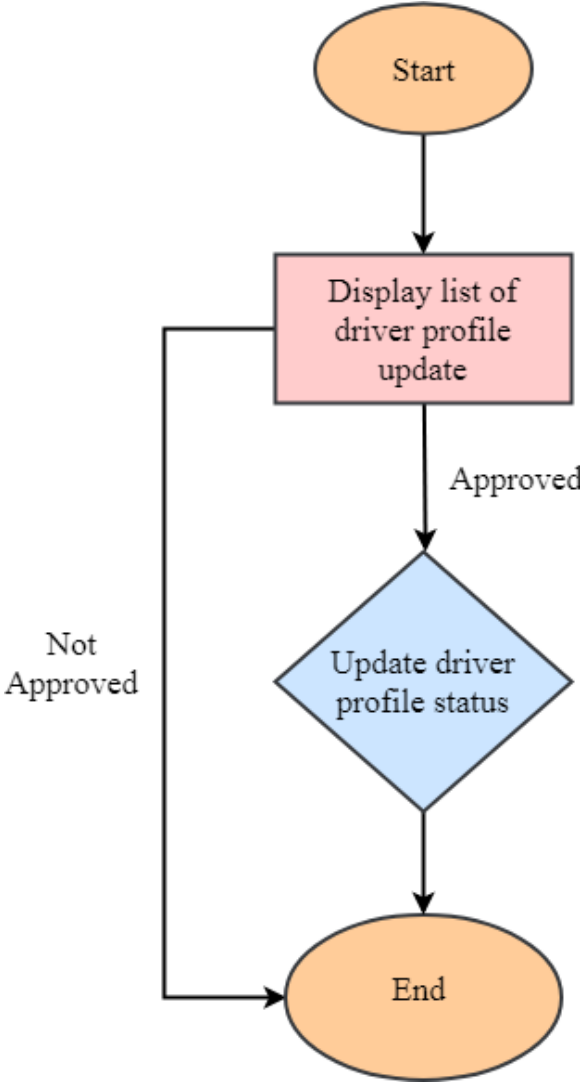 Start
Display list of
driver profile
update
Approved
Not
Approved
Update driver
profile status
End